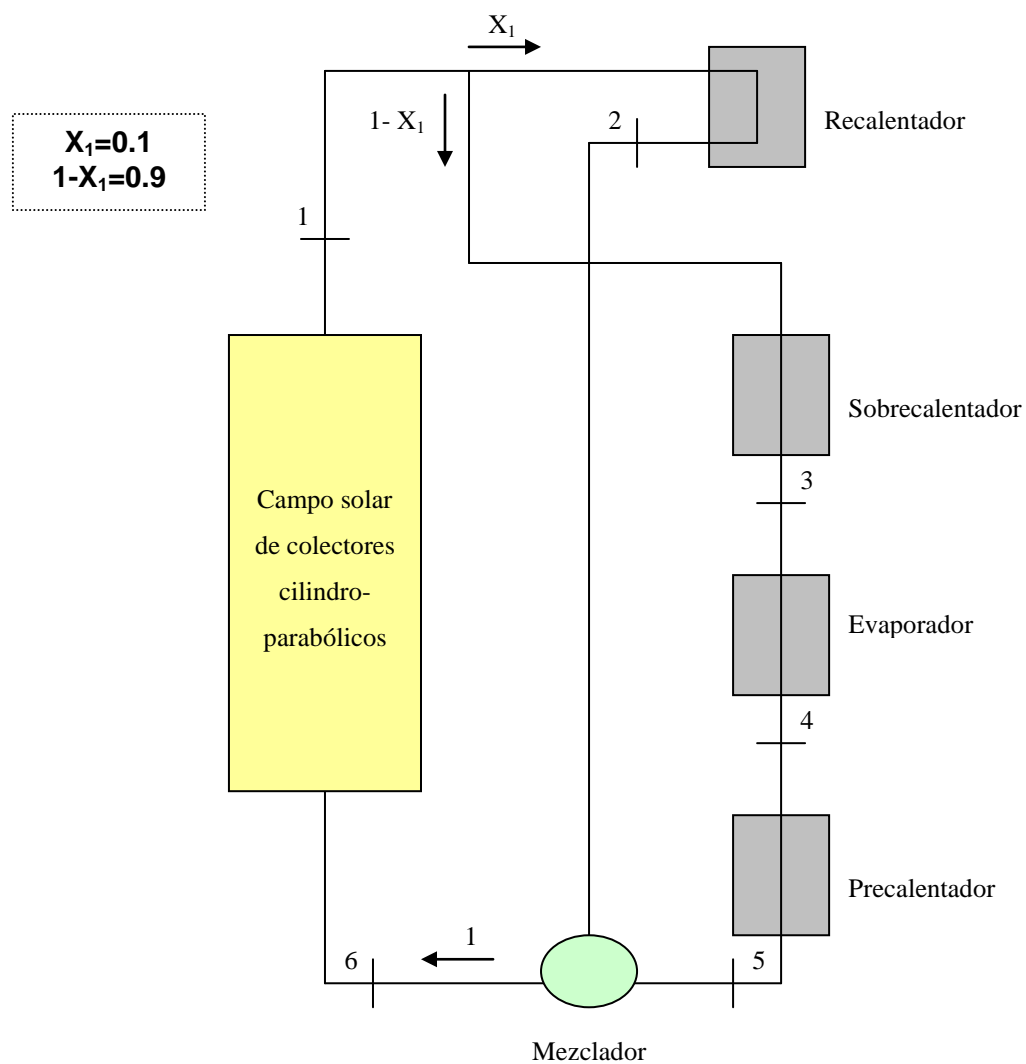 X₁
1- X₁
2
Recalentador
X₁=0.1
1-X₁=0.9
1
Sobrecalentador
3
Campo solar
de colectores
cilindro-
parabólicos
Evaporador
4
Precalentador
1
6
5
Mezclador